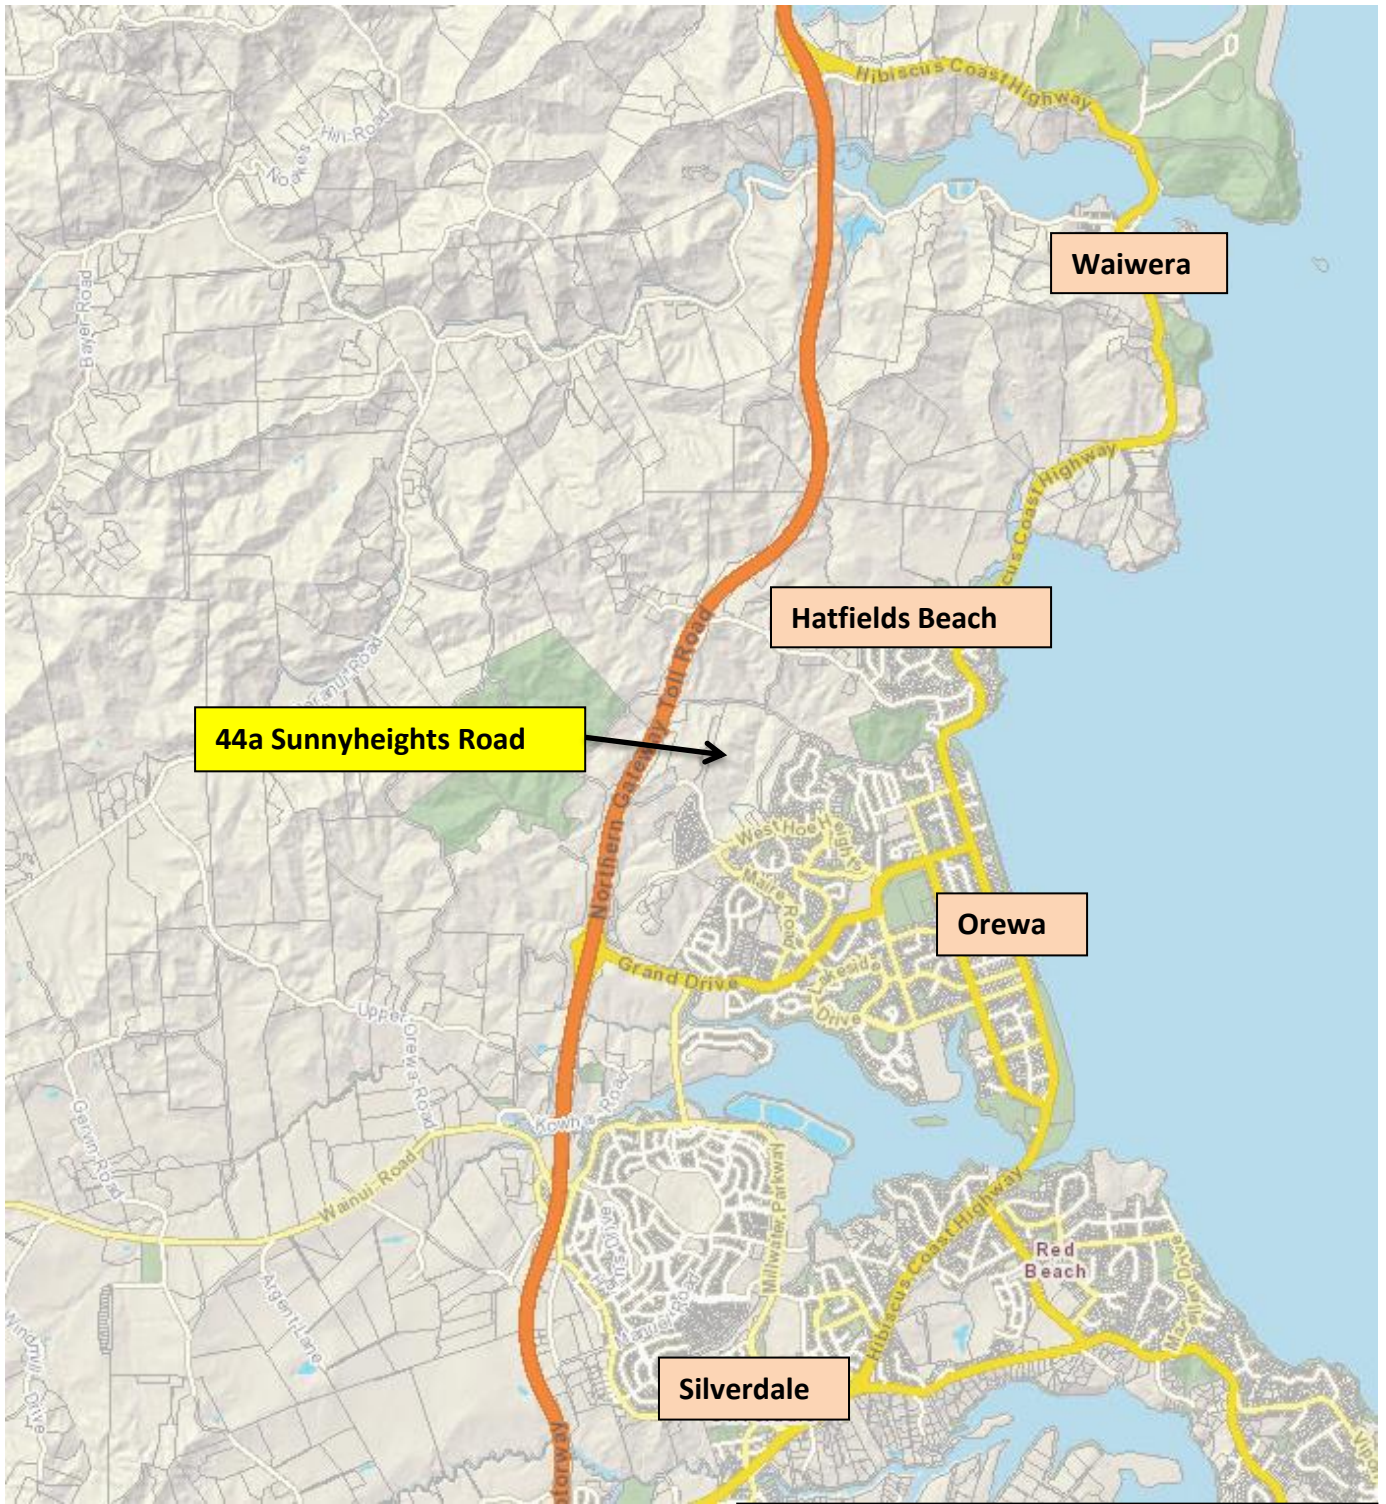 Hibiscus Coast Highway
Noakes Hill Road
Waiwera
Bayer Road
Hibiscus Coast Highway
Hatfields Beach
Northern Gateway Toll Road
44a Sunnyheights Road
West Hoe Heights
Maire Road
Orewa
Grand Drive
Lakeside
Drive
Upper Orewa Road
Wainui Road
Millwater Parkway
Hibiscus Coast Highway
Red
Beach
Argent Lane
Silverdale